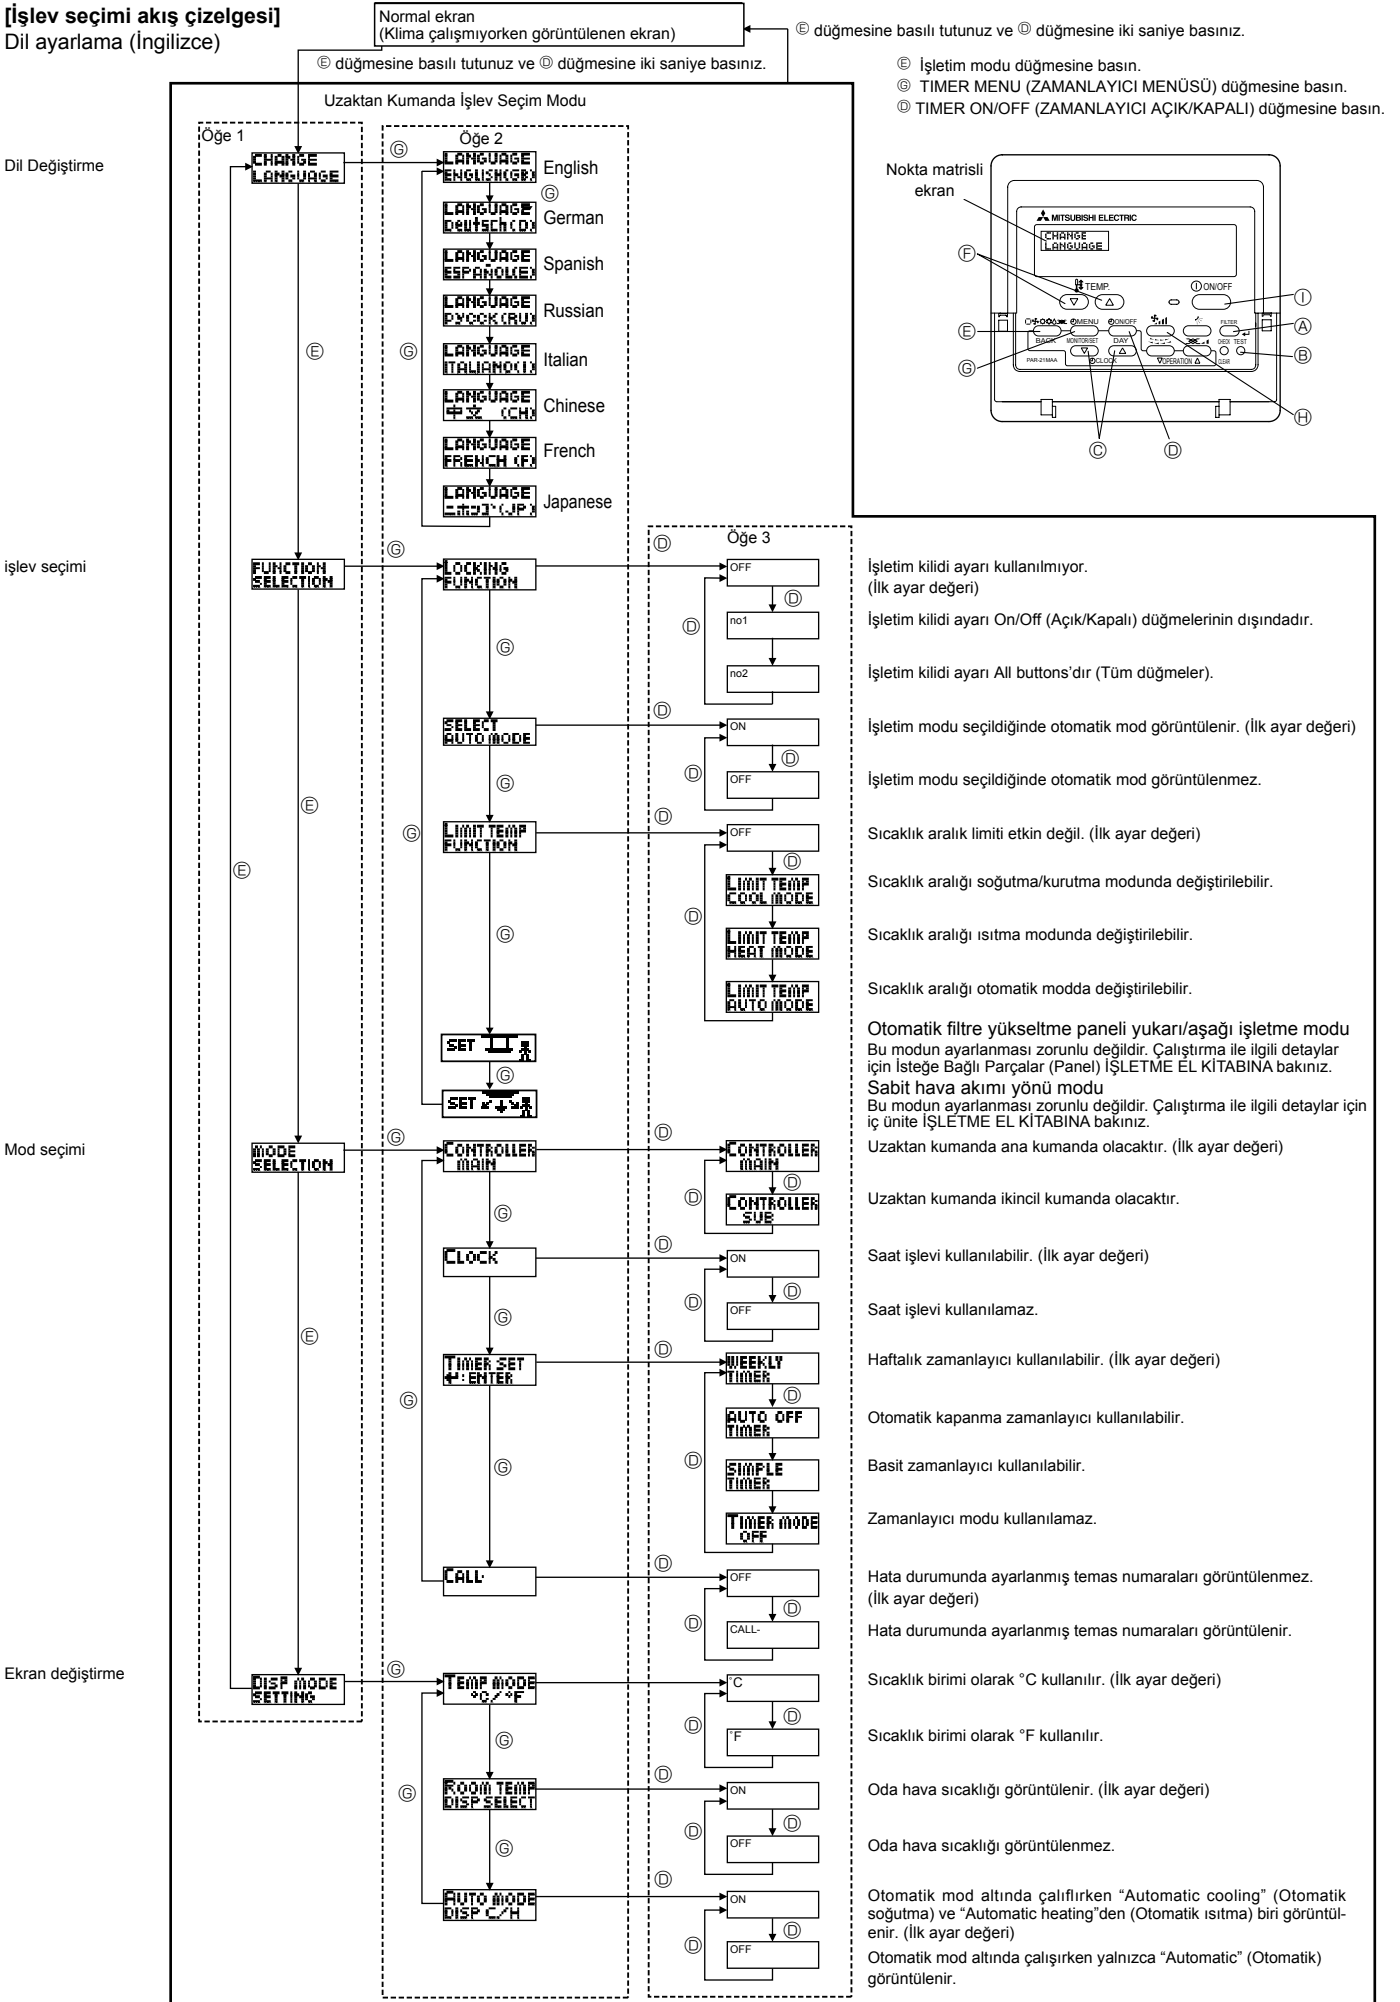 [İşlev seçimi akış çizelgesi]
Dil ayarlama (İngilizce)
Normal ekran
(Klima çalışmıyorken görüntülenen ekran)
Ⓔ düğmesine basılı tutunuz ve Ⓓ düğmesine iki saniye basınız.
Ⓔ düğmesine basılı tutunuz ve Ⓓ düğmesine iki saniye basınız.
Ⓔ İşletim modu düğmesine basın.
Ⓖ TIMER MENU (ZAMANLAYICI MENÜSÜ) düğmesine basın.
Ⓓ TIMER ON/OFF (ZAMANLAYICI AÇIK/KAPALI) düğmesine basın.
Uzaktan Kumanda İşlev Seçim Modu
Öğe 1
Öğe 2
Dil Değiştirme
CHANGE
LANGUAGE
Ⓖ
LANGUAGE
ENGLISH(GB)
English
Ⓖ
LANGUAGE
Deutsch(D)
German
LANGUAGE
ESPAÑOL(E)
Spanish
LANGUAGE
РУССК(RU)
Russian
Ⓔ
Ⓖ
LANGUAGE
ITALIANO(I)
Italian
LANGUAGE
中文 (CH)
Chinese
LANGUAGE
FRENCH (F)
French
LANGUAGE
ニホンゴ(JP)
Japanese
Nokta matrisli
ekran
MITSUBISHI ELECTRIC
CHANGE
LANGUAGE
Ⓕ
TEMP.
ON/OFF
Ⓘ
Ⓔ
MENU
ON/OFF
FILTER
Ⓐ
BACK
MONITOR/SET
DAY
CHECK TEST
Ⓑ
PAR-21MAA
CLOCK
▽OPERATION △
CLEAR
Ⓖ
Ⓗ
Ⓒ
Ⓓ
Öğe 3
işlev seçimi
FUNCTION
SELECTION
Ⓖ
LOCKING
FUNCTION
Ⓓ
OFF
İşletim kilidi ayarı kullanılmıyor.
(İlk ayar değeri)
Ⓓ
Ⓓ
no1
İşletim kilidi ayarı On/Off (Açık/Kapalı) düğmelerinin dışındadır.
Ⓖ
no2
İşletim kilidi ayarı All buttons’dır (Tüm düğmeler).
SELECT
AUTO MODE
Ⓓ
ON
İşletim modu seçildiğinde otomatik mod görüntülenir. (İlk ayar değeri)
Ⓓ
Ⓓ
Ⓖ
OFF
İşletim modu seçildiğinde otomatik mod görüntülenmez.
Ⓔ
Ⓖ
LIMIT TEMP
FUNCTION
Ⓓ
OFF
Sıcaklık aralık limiti etkin değil. (İlk ayar değeri)
Ⓔ
Ⓓ
LIMIT TEMP
COOL MODE
Sıcaklık aralığı soğutma/kurutma modunda değiştirilebilir.
Ⓓ
Ⓖ
LIMIT TEMP
HEAT MODE
Sıcaklık aralığı ısıtma modunda değiştirilebilir.
LIMIT TEMP
AUTO MODE
Sıcaklık aralığı otomatik modda değiştirilebilir.
SET
Otomatik filtre yükseltme paneli yukarı/aşağı işletme modu
Bu modun ayarlanması zorunlu değildir. Çalıştırma ile ilgili detaylar
için İsteğe Bağlı Parçalar (Panel) İŞLETME EL KİTABINA bakınız.
Ⓖ
SET
Sabit hava akımı yönü modu
Bu modun ayarlanması zorunlu değildir. Çalıştırma ile ilgili detaylar için
iç ünite İŞLETME EL KİTABINA bakınız.
Mod seçimi
MODE
SELECTION
Ⓖ
CONTROLLER
MAIN
Ⓓ
CONTROLLER
MAIN
Uzaktan kumanda ana kumanda olacaktır. (İlk ayar değeri)
Ⓓ
Ⓓ
Ⓖ
CONTROLLER
SUB
Uzaktan kumanda ikincil kumanda olacaktır.
CLOCK
Ⓓ
ON
Saat işlevi kullanılabilir. (İlk ayar değeri)
Ⓓ
Ⓓ
Ⓖ
OFF
Saat işlevi kullanılamaz.
Ⓔ
TIMER SET
↵:ENTER
Ⓓ
WEEKLY
TIMER
Haftalık zamanlayıcı kullanılabilir. (İlk ayar değeri)
Ⓖ
Ⓓ
AUTO OFF
TIMER
Otomatik kapanma zamanlayıcı kullanılabilir.
Ⓖ
Ⓓ
SIMPLE
TIMER
Basit zamanlayıcı kullanılabilir.
TIMER MODE
OFF
Zamanlayıcı modu kullanılamaz.
CALL-
Ⓓ
OFF
Hata durumunda ayarlanmış temas numaraları görüntülenmez.
(İlk ayar değeri)
Ⓓ
Ⓓ
CALL-
Hata durumunda ayarlanmış temas numaraları görüntülenir.
Ekran değiştirme
DISP MODE
SETTING
Ⓖ
TEMP MODE
°C/°F
°C
Sıcaklık birimi olarak °C kullanılır. (İlk ayar değeri)
Ⓓ
Ⓓ
Ⓖ
°F
Sıcaklık birimi olarak °F kullanılır.
Ⓖ
ROOM TEMP
DISP SELECT
Ⓓ
ON
Oda hava sıcaklığı görüntülenir. (İlk ayar değeri)
Ⓓ
Ⓓ
Ⓖ
OFF
Oda hava sıcaklığı görüntülenmez.
AUTO MODE
DISP C/H
Ⓓ
ON
Otomatik mod altında çalıflırken “Automatic cooling” (Otomatik
soğutma) ve “Automatic heating”den (Otomatik ısıtma) biri görüntül-
enir. (İlk ayar değeri)
Ⓓ
Ⓓ
OFF
Otomatik mod altında çalışırken yalnızca “Automatic” (Otomatik)
görüntülenir.